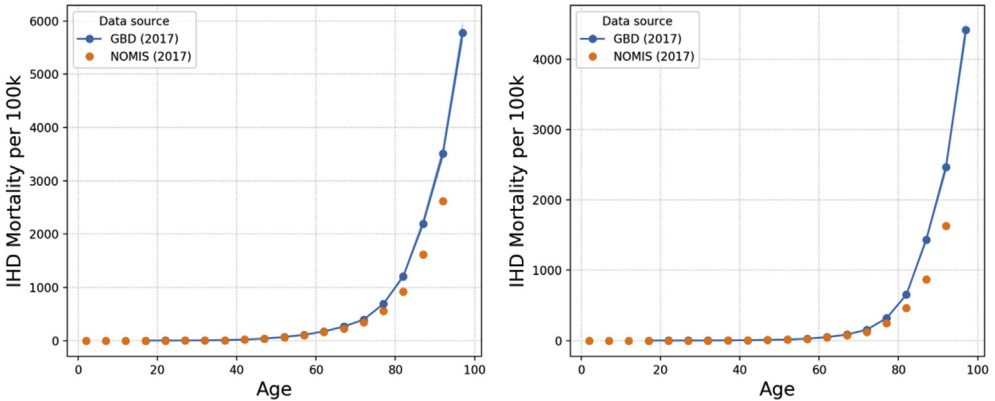 Data source
GBD (2017)
NOMIS (2017)
IHD Mortality per 100k
6000
5000
4000
3000
2000
1000
0
0 20 40 60 80 100
Age
Data source
GBD (2017)
NOMIS (2017)
IHD Mortality per 100k
4000
3000
2000
1000
0
0 20 40 60 80 100
Age